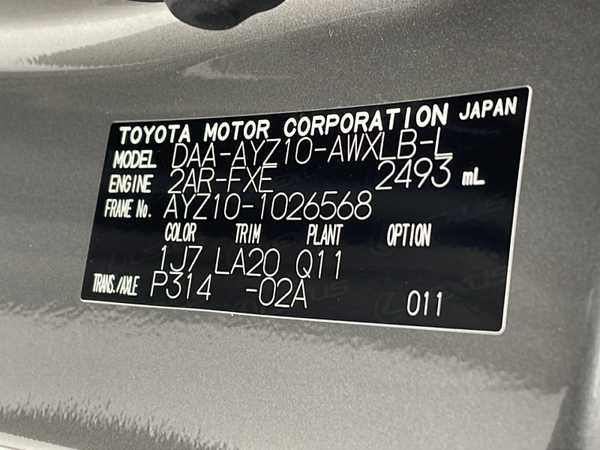 TOYOTA MOTOR CORPORATION JAPAN
MODEL DAA-AYZ10-AWXLB-L
ENGINE 2AR-FXE 2493 mL
FRAME No. AYZ10-1026568
COLOR TRIM PLANT OPTION
1J7 LA20 Q11
TRANS./AXLE P314 -02A 011